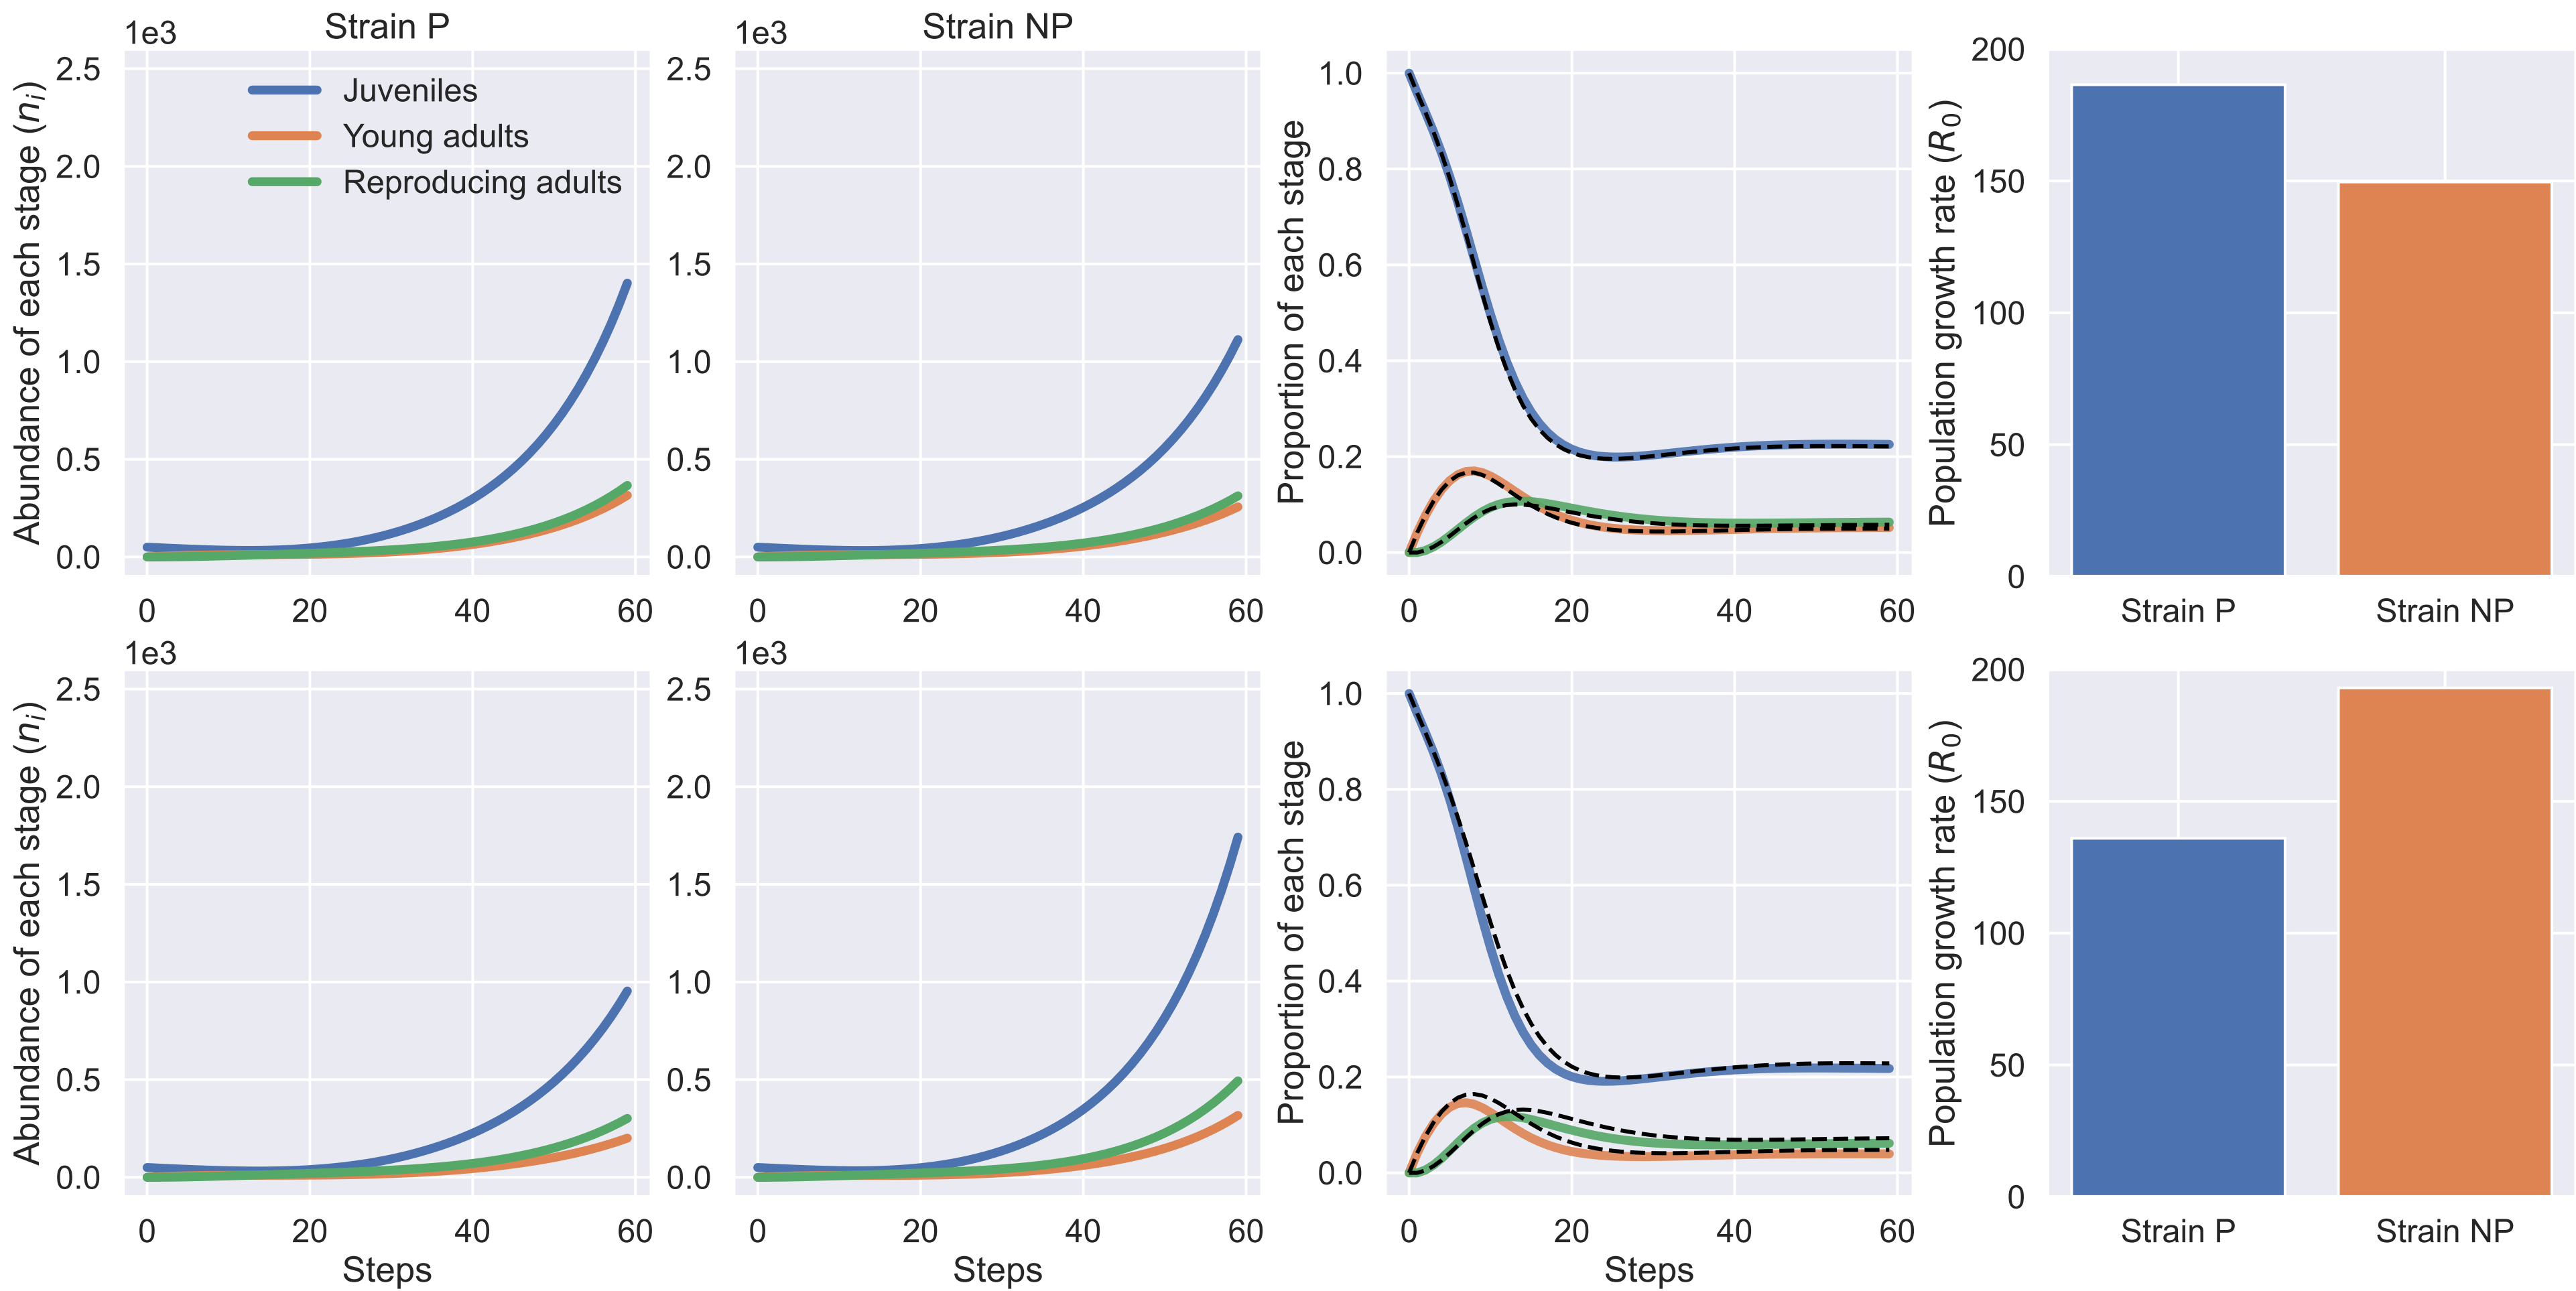 Strain P
1e3
Abundance of each stage (nᵢ)
2.5
2.0
1.5
1.0
0.5
0.0
Juveniles
Young adults
Reproducing adults
0 20 40 60
Strain NP
1e3
2.5
2.0
1.5
1.0
0.5
0.0
0 20 40 60
Proportion of each stage
1.0
0.8
0.6
0.4
0.2
0.0
0 20 40 60
Population growth rate (R₀)
200
150
100
50
0
Strain P Strain NP
1e3
Abundance of each stage (nᵢ)
2.5
2.0
1.5
1.0
0.5
0.0
0 20 40 60
Steps
1e3
2.5
2.0
1.5
1.0
0.5
0.0
0 20 40 60
Steps
Proportion of each stage
1.0
0.8
0.6
0.4
0.2
0.0
0 20 40 60
Steps
Population growth rate (R₀)
200
150
100
50
0
Strain P Strain NP